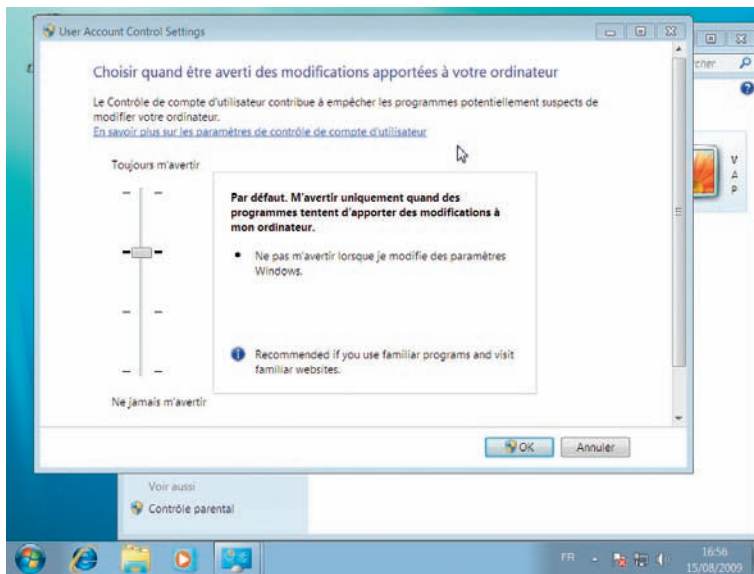 User Account Control Settings
Choisir quand être averti des modifications apportées à votre ordinateur
Le Contrôle de compte d'utilisateur contribue à empêcher les programmes potentiellement suspects de
modifier votre ordinateur.
En savoir plus sur les paramètres de contrôle de compte d'utilisateur
Toujours m'avertir
Par défaut. M'avertir uniquement quand des
programmes tentent d'apporter des modifications à
mon ordinateur.
Ne pas m'avertir lorsque je modifie des paramètres
Windows.
Recommended if you use familiar programs and visit
familiar websites.
Ne jamais m'avertir
OK
Annuler
cher
V
A
P
Voir aussi
Contrôle parental
FR
16:56
15/08/2009